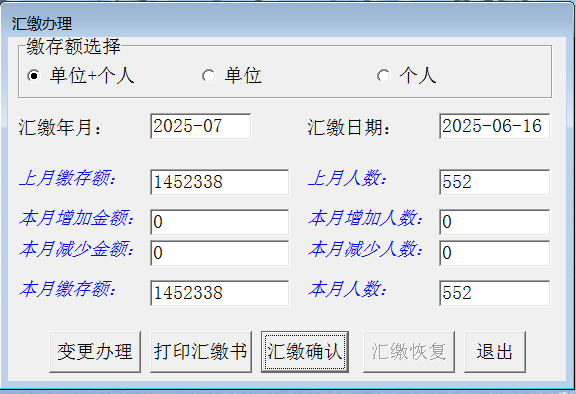 汇缴办理
缴存额选择
单位+个人 单位 个人
汇缴年月： 2025-07 汇缴日期： 2025-06-16
上月缴存额： 1452338 上月人数： 552
本月增加金额： 0 本月增加人数： 0
本月减少金额： 0 本月减少人数： 0
本月缴存额： 1452338 本月人数： 552
变更办理 打印汇缴书 汇缴确认 汇缴恢复 退出